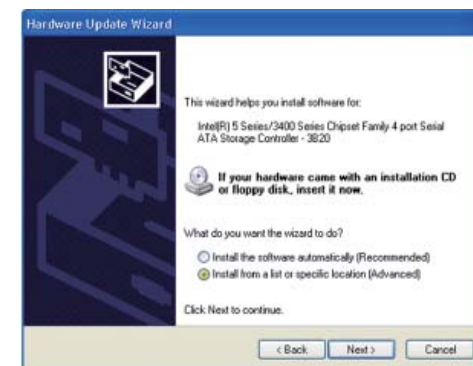 Hardware Update Wizard
This wizard helps you install software for:
Intel(R) 5 Series/3400 Series Chipset Family 4 port Serial
ATA Storage Controller - 3B20
If your hardware came with an installation CD
or floppy disk, insert it now.
What do you want the wizard to do?
Install the software automatically (Recommended)
Install from a list or specific location (Advanced)
Click Next to continue.
< Back Next > Cancel